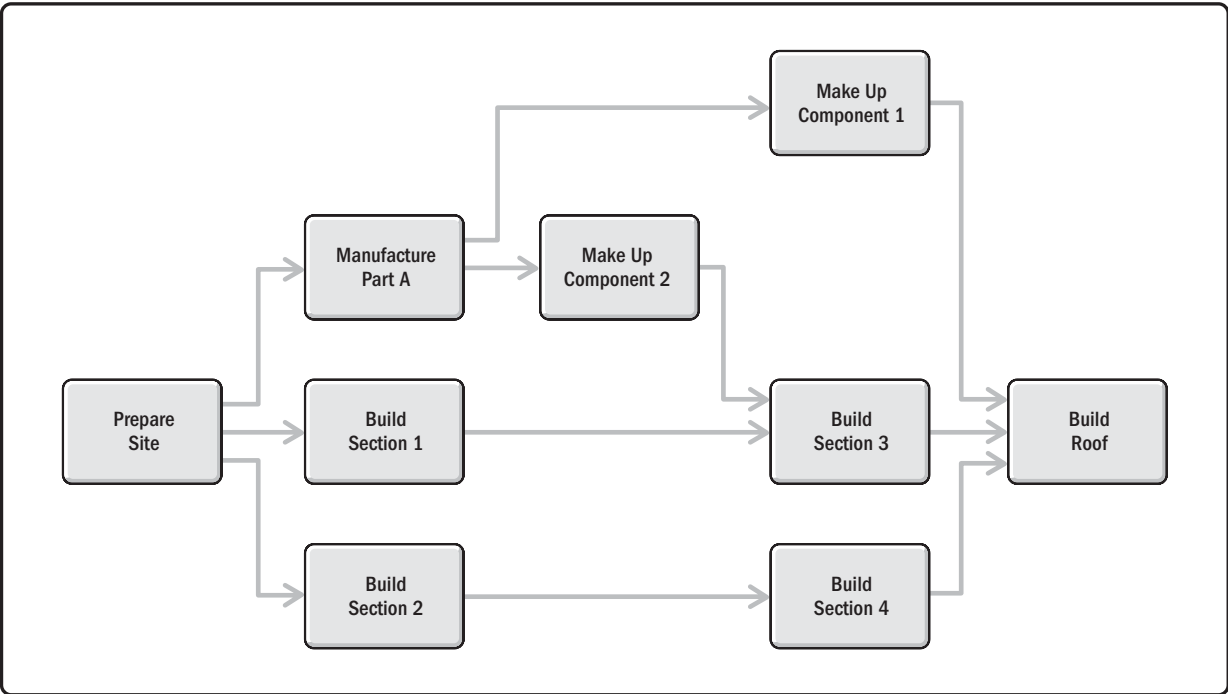 Make Up
Component 1
Manufacture
Part A
Make Up
Component 2
Prepare
Site
Build
Section 1
Build
Section 3
Build
Roof
Build
Section 2
Build
Section 4